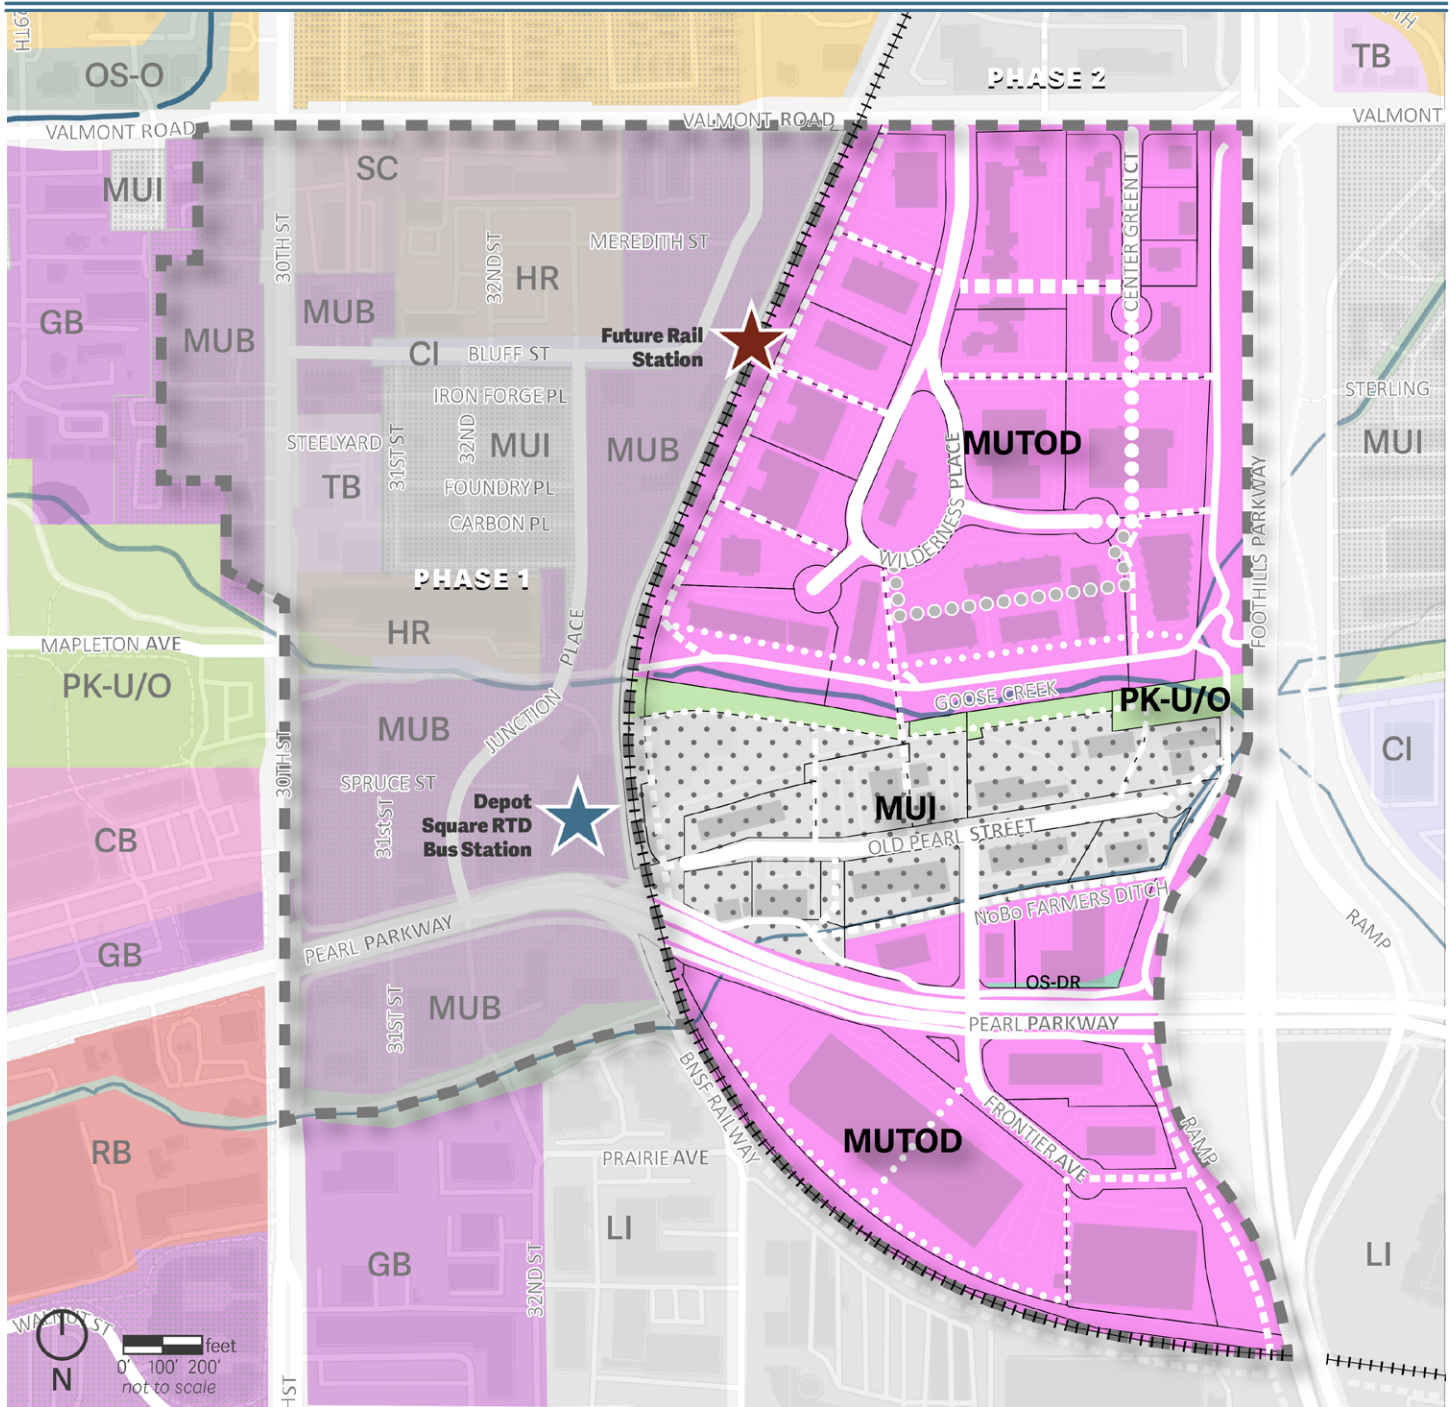 29TH
7TH
OS-O
PHASE 2
TB
VALMONT ROAD
VALMONT ROAD
VALMONT
MUI
SC
30TH ST
32ND ST
MEREDITH ST
CENTER GREEN CT
HR
GB
MUB
MUB
Future Rail
Station
CI
BLUFF ST
IRON FORGE PL
STERLING
STEELYARD
31ST ST
32ND
MUI
MUB
MUTOD
MUI
TB
FOUNDRY PL
CARBON PL
WILDERNESS PLACE
FOOTHILLS PARKWAY
PHASE 1
HR
PLACE
MAPLETON AVE
PK-U/O
GOOSE CREEK
PK-U/O
MUB
JUNCTION
30TH ST
CI
SPRUCE ST
31st ST
Depot
Square RTD
Bus Station
MUI
OLD PEARL STREET
CB
NoBo FARMERS DITCH
GB
PEARL PARKWAY
RAMP
OS-DR
MUB
31ST ST
PEARL PARKWAY
BNSF RAILWAY
RB
MUTOD
FRONTIER AVE
RAMP
PRAIRIE AVE
LI
GB
32ND ST
LI
WALNUT ST
feet
0' 100' 200'
not to scale
N
HST